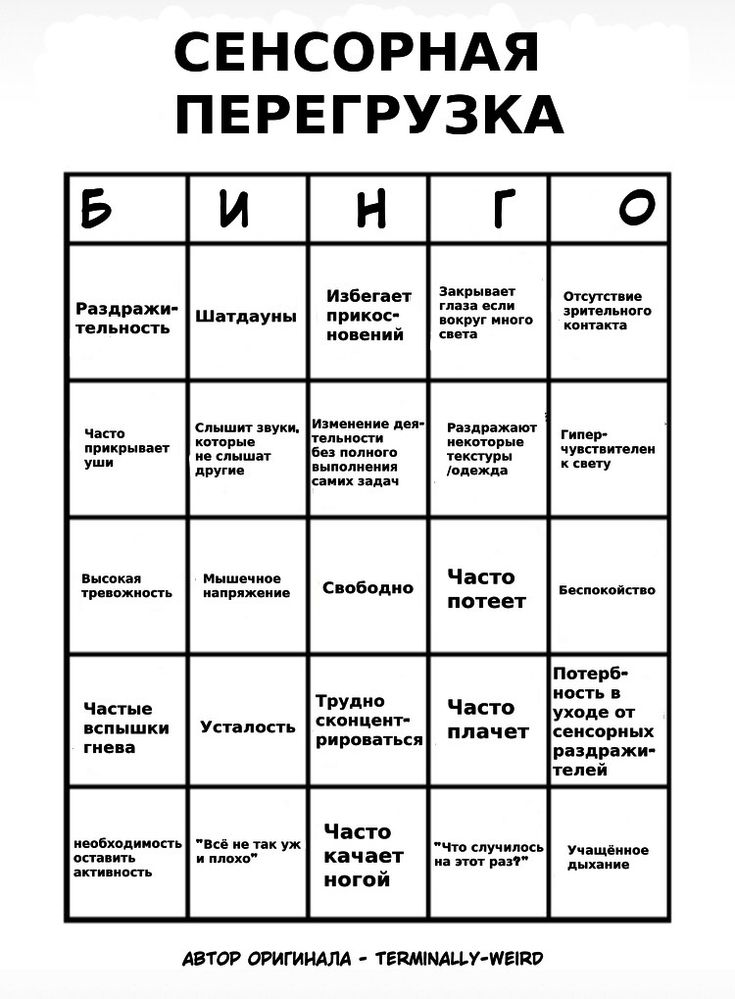 СЕНСОРНАЯ
ПЕРЕГРУЗКА
Б И Н Г О
Раздражи-
тельность
Шатдауны
Избегает
прикос-
новений
Закрывает
глаза если
вокруг много
света
Отсутствие
зрительного
контакта
Часто
прикрывает
уши
Слышит звуки,
которые
не слышат
другие
Изменение дея-
тельности
без полного
выполнения
самих задач
Раздражают
некоторые
текстуры
/одежда
Гипер-
чувствителен
к свету
Высокая
тревожность
Мышечное
напряжение
Свободно
Часто
потеет
Беспокойство
Частые
вспышки
гнева
Усталость
Трудно
сконцент-
рироваться
Часто
плачет
Потерб-
ность в
уходе от
сенсорных
раздражи-
телей
необходимость
оставить
активность
"Всё не так уж
и плохо"
Часто
качает
ногой
"Что случилось
на этот раз?"
Учащённое
дыхание
АВТОР ОРИГИНАЛА - TERMINALLY-WEIRD